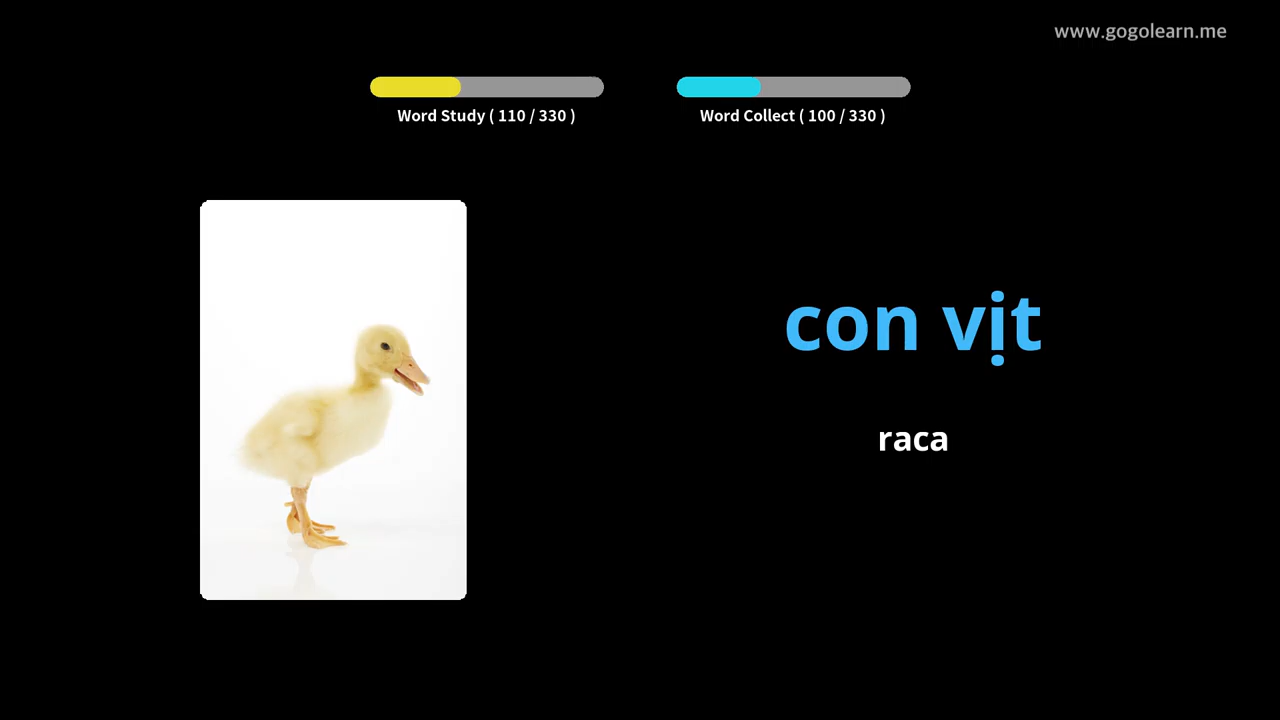 www.gogolearn.me
Word Study ( 110 / 330 )
Word Collect ( 100 / 330 )
con vịt
raca